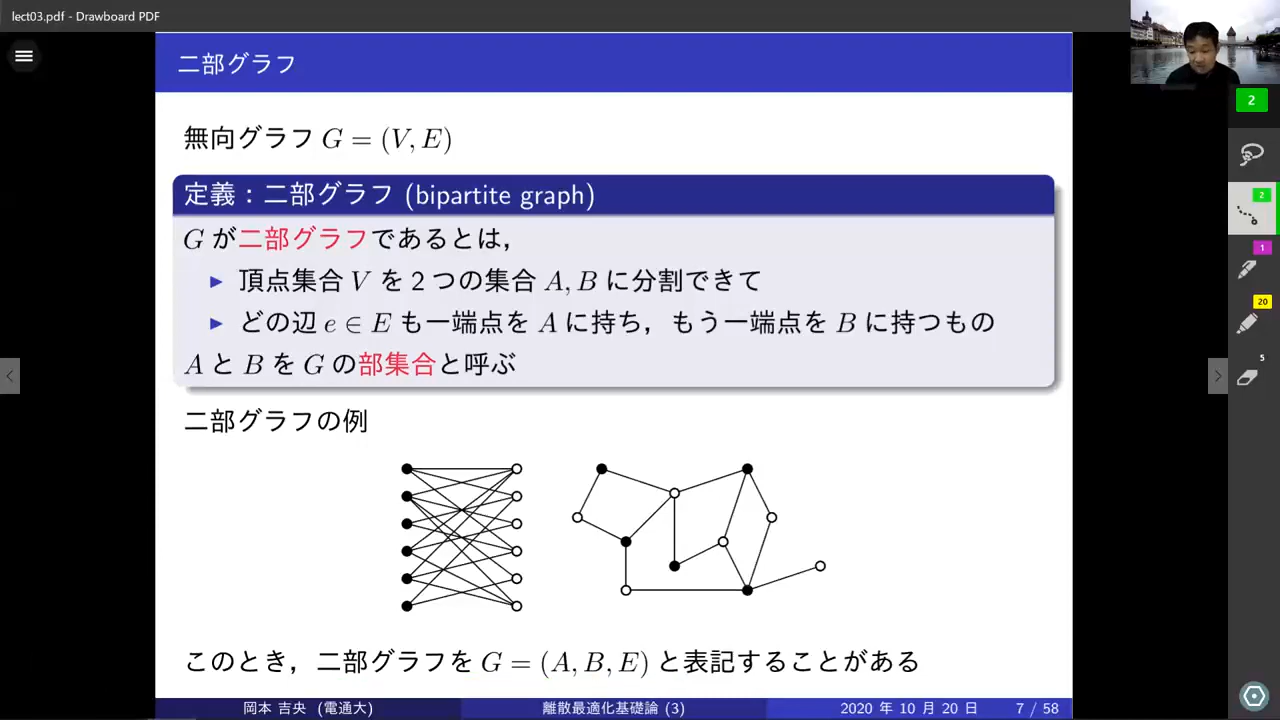 lect03.pdf - Drawboard PDF
二部グラフ
無向グラフ G = (V, E)
定義：二部グラフ (bipartite graph)
G が二部グラフであるとは，
▶ 頂点集合 V を 2 つの集合 A, B に分割できて
▶ どの辺 e ∈ E も一端点を A に持ち，もう一端点を B に持つもの
A と B を G の部集合と呼ぶ
二部グラフの例
このとき，二部グラフを G = (A, B, E) と表記することがある
岡本 吉央 (電通大) 離散最適化基礎論 (3) 2020 年 10 月 20 日 7 / 58
2
2
1
20
5